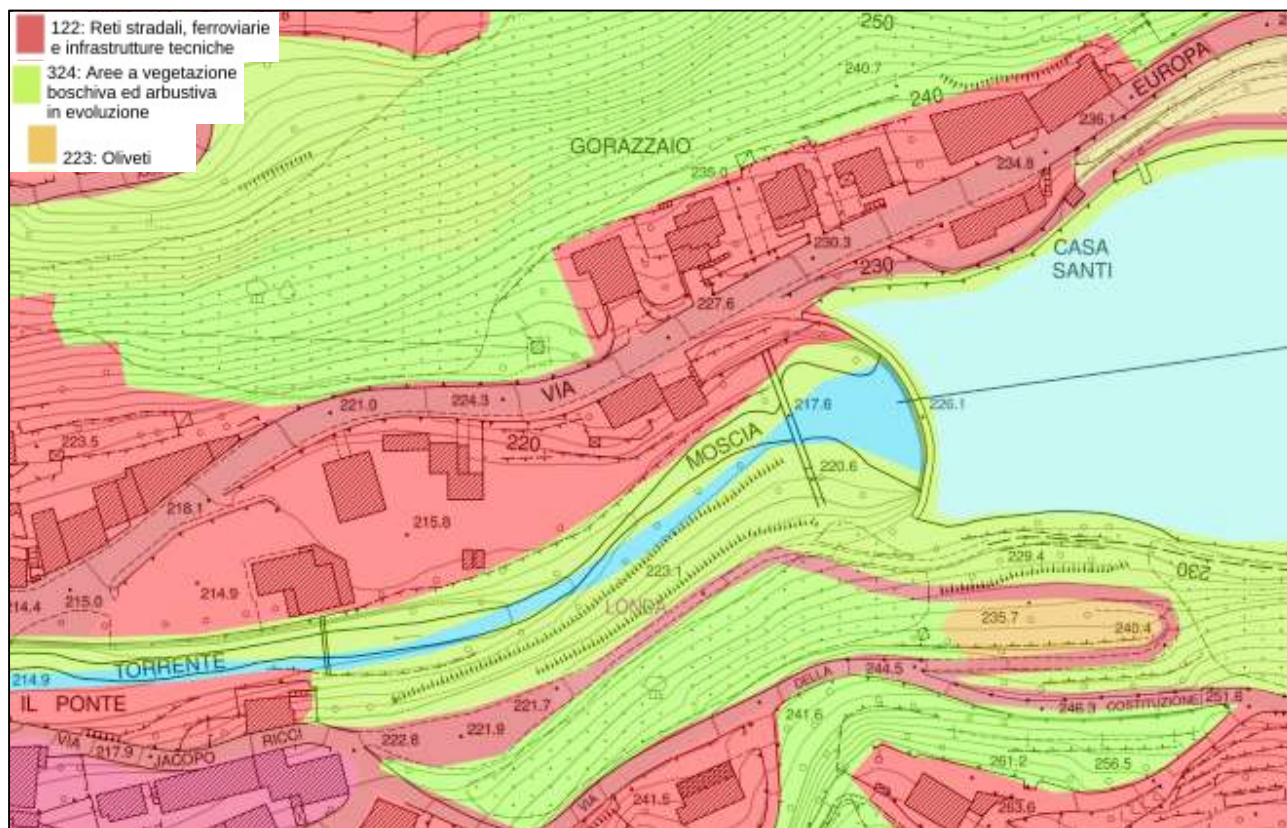 122: Reti stradali, ferroviarie
e infrastrutture tecniche
324: Aree a vegetazione
boschiva ed arbustiva
in evoluzione
223: Oliveti
250
240.7
240
EUROPA
236.1
GORAZZAIO
235.0
234.8
230.3
230
CASA
SANTI
227.6
VIA
221.0
224.3
217.6
226.1
223.5
220
MOSCIA
220.6
218.1
215.8
229.4
230
223.1
214.9
214.4
215.0
LONDA
235.7
240.4
TORRENTE
214.9
244.5
DELLA
251.6
IL PONTE
221.7
246.3
COSTITUZIONE
241.6
221.9
VIA
RICCI
222.8
217.9
JACOPO
261.2
256.5
VIA
241.5
263.6